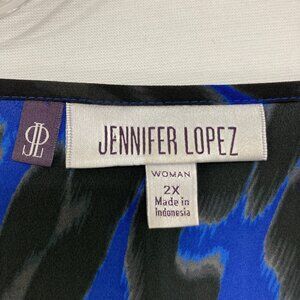 JL
JENNIFER LOPEZ
WOMAN
2X
Made in
Indonesia